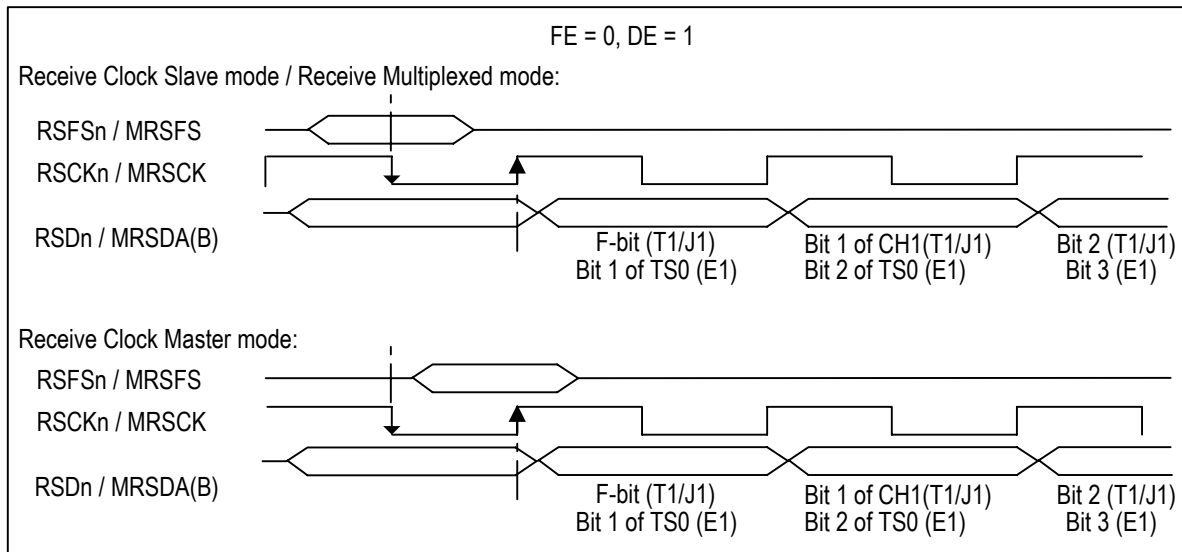 FE = 0, DE = 1
Receive Clock Slave mode / Receive Multiplexed mode:
RSFSn / MRSFS
RSCKn / MRSCK
RSDn / MRSDA(B)
F-bit (T1/J1)
Bit 1 of TS0 (E1)
Bit 1 of CH1(T1/J1)
Bit 2 of TS0 (E1)
Bit 2 (T1/J1)
Bit 3 (E1)
Receive Clock Master mode:
RSFSn / MRSFS
RSCKn / MRSCK
RSDn / MRSDA(B)
F-bit (T1/J1)
Bit 1 of TS0 (E1)
Bit 1 of CH1(T1/J1)
Bit 2 of TS0 (E1)
Bit 2 (T1/J1)
Bit 3 (E1)